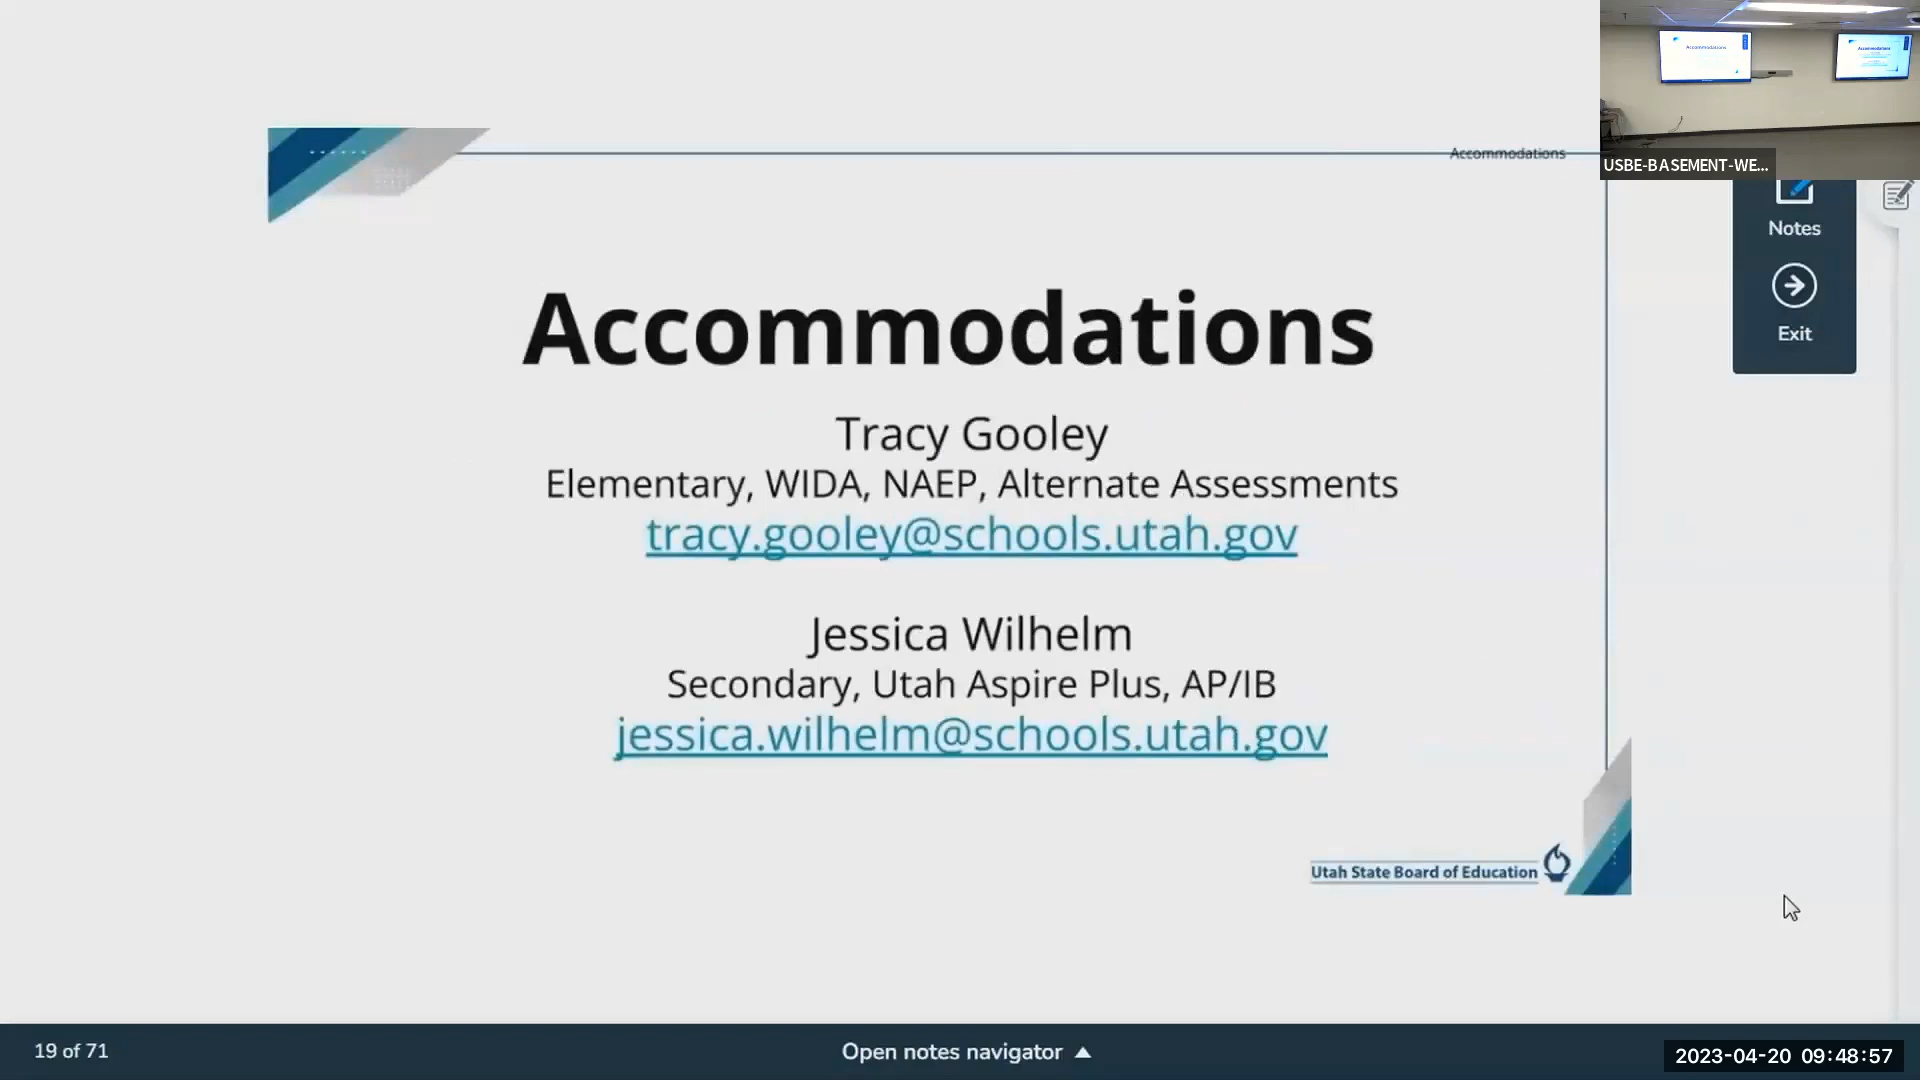 Accommodations
USBE-BASEMENT-WE...
Notes
Exit
Accommodations
Tracy Gooley
Elementary, WIDA, NAEP, Alternate Assessments
tracy.gooley@schools.utah.gov
Jessica Wilhelm
Secondary, Utah Aspire Plus, AP/IB
jessica.wilhelm@schools.utah.gov
Utah State Board of Education
19 of 71
Open notes navigator
2023-04-20 09:48:57